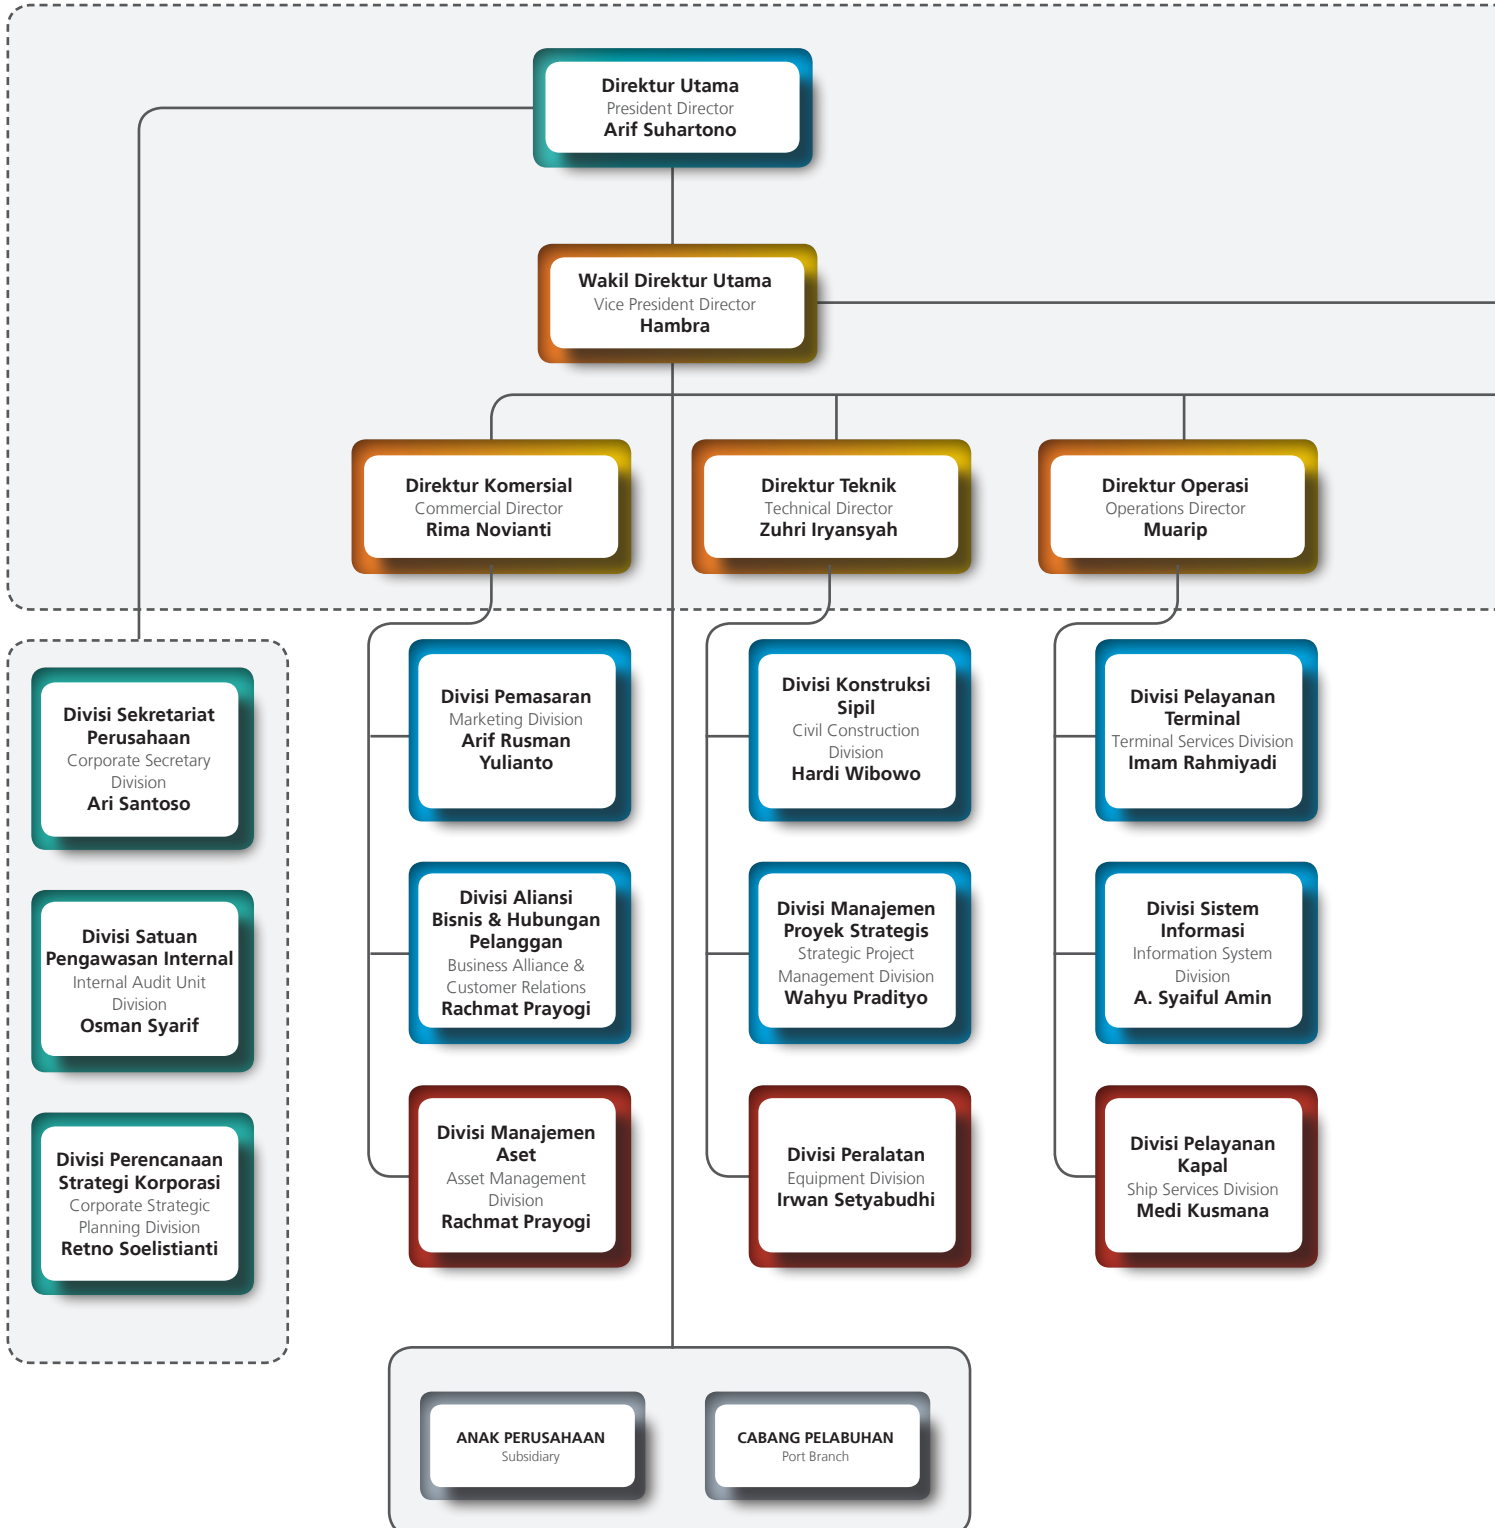 Direktur Utama
President Director
Arif Suhartono
Wakil Direktur Utama
Vice President Director
Hambra
Direktur Komersial
Commercial Director
Rima Novianti
Direktur Teknik
Technical Director
Zuhri Iryansyah
Direktur Operasi
Operations Director
Muarip
Divisi Sekretariat
Perusahaan
Corporate Secretary
Division
Ari Santoso
Divisi Satuan
Pengawasan Internal
Internal Audit Unit
Division
Osman Syarif
Divisi Perencanaan
Strategi Korporasi
Corporate Strategic
Planning Division
Retno Soelistianti
Divisi Pemasaran
Marketing Division
Arif Rusman
Yulianto
Divisi Aliansi
Bisnis & Hubungan
Pelanggan
Business Alliance &
Customer Relations
Rachmat Prayogi
Divisi Manajemen
Aset
Asset Management
Division
Rachmat Prayogi
Divisi Konstruksi
Sipil
Civil Construction
Division
Hardi Wibowo
Divisi Manajemen
Proyek Strategis
Strategic Project
Management Division
Wahyu Pradityo
Divisi Peralatan
Equipment Division
Irwan Setyabudhi
Divisi Pelayanan
Terminal
Terminal Services Division
Imam Rahmiyadi
Divisi Sistem
Informasi
Information System
Division
A. Syaiful Amin
Divisi Pelayanan
Kapal
Ship Services Division
Medi Kusmana
ANAK PERUSAHAAN
Subsidiary
CABANG PELABUHAN
Port Branch